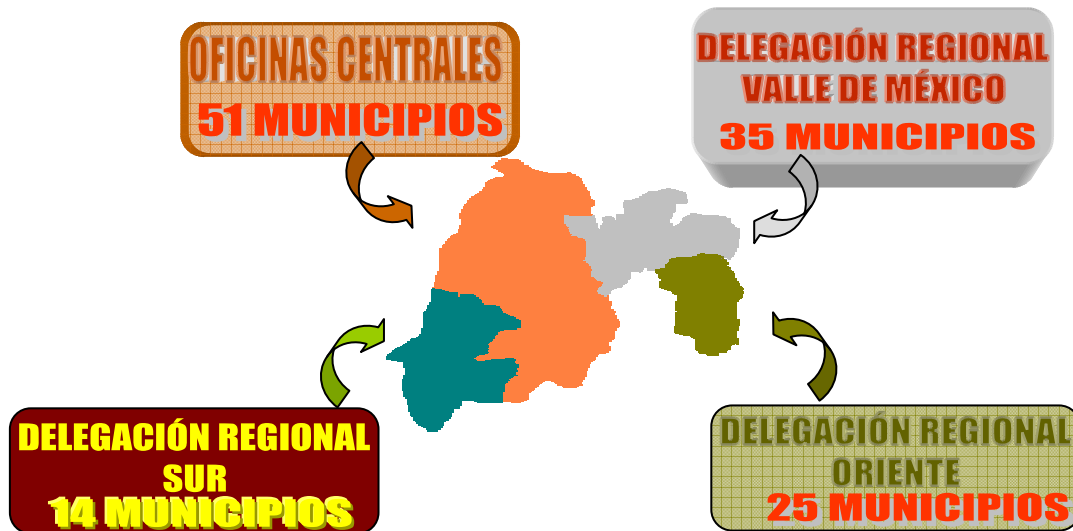 OFICINAS CENTRALES
51 MUNICIPIOS
DELEGACIÓN REGIONAL
VALLE DE MÉXICO
35 MUNICIPIOS
DELEGACIÓN REGIONAL
SUR
14 MUNICIPIOS
DELEGACIÓN REGIONAL
ORIENTE
25 MUNICIPIOS